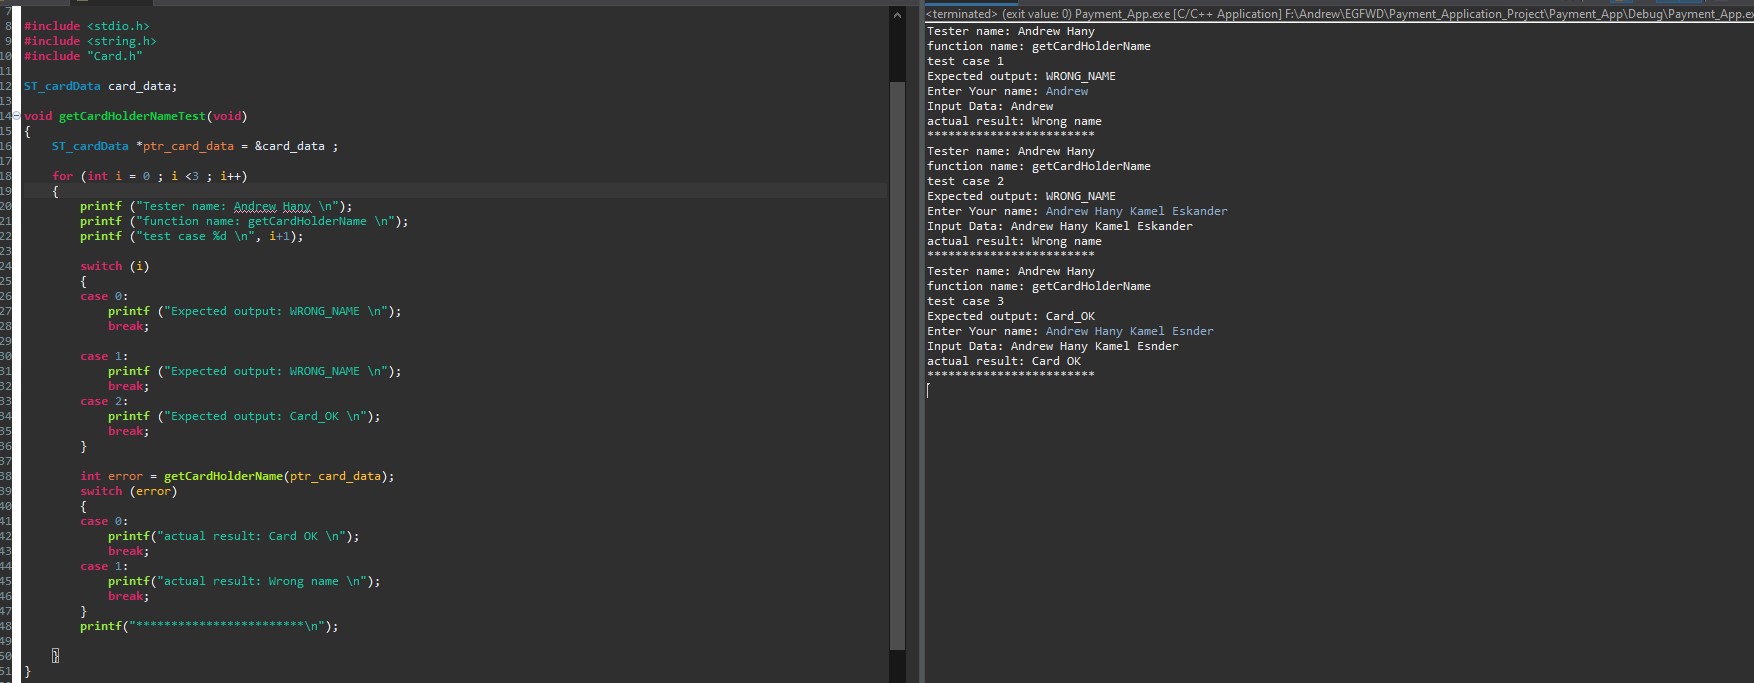 7
8 #include <stdio.h>
9 #include <string.h>
10 #include "Card.h"
11
12 ST_cardData card_data;
13
14 void getCardHolderNameTest(void)
15 {
16 ST_cardData *ptr_card_data = &card_data ;
17
18 for (int i = 0 ; i <3 ; i++)
19 {
20 printf ("Tester name: Andrew Hany \n");
21 printf ("function name: getCardHolderName \n");
22 printf ("test case %d \n", i+1);
23
24 switch (i)
25 {
26 case 0:
27 printf ("Expected output: WRONG_NAME \n");
28 break;
29
30 case 1:
31 printf ("Expected output: WRONG_NAME \n");
32 break;
33 case 2:
34 printf ("Expected output: Card_OK \n");
35 break;
36 }
37
38 int error = getCardHolderName(ptr_card_data);
39 switch (error)
40 {
41 case 0:
42 printf("actual result: Card OK \n");
43 break;
44 case 1:
45 printf("actual result: Wrong name \n");
46 break;
47 }
48 printf("************************\n");
49
50 }
51 }
<terminated> (exit value: 0) Payment_App.exe [C/C++ Application] F:\Andrew\EGFWD\Payment_Application_Project\Payment_App\Debug\Payment_App.ex
Tester name: Andrew Hany
function name: getCardHolderName
test case 1
Expected output: WRONG_NAME
Enter Your name: Andrew
Input Data: Andrew
actual result: Wrong name
************************
Tester name: Andrew Hany
function name: getCardHolderName
test case 2
Expected output: WRONG_NAME
Enter Your name: Andrew Hany Kamel Eskander
Input Data: Andrew Hany Kamel Eskander
actual result: Wrong name
************************
Tester name: Andrew Hany
function name: getCardHolderName
test case 3
Expected output: Card_OK
Enter Your name: Andrew Hany Kamel Esnder
Input Data: Andrew Hany Kamel Esnder
actual result: Card OK
************************